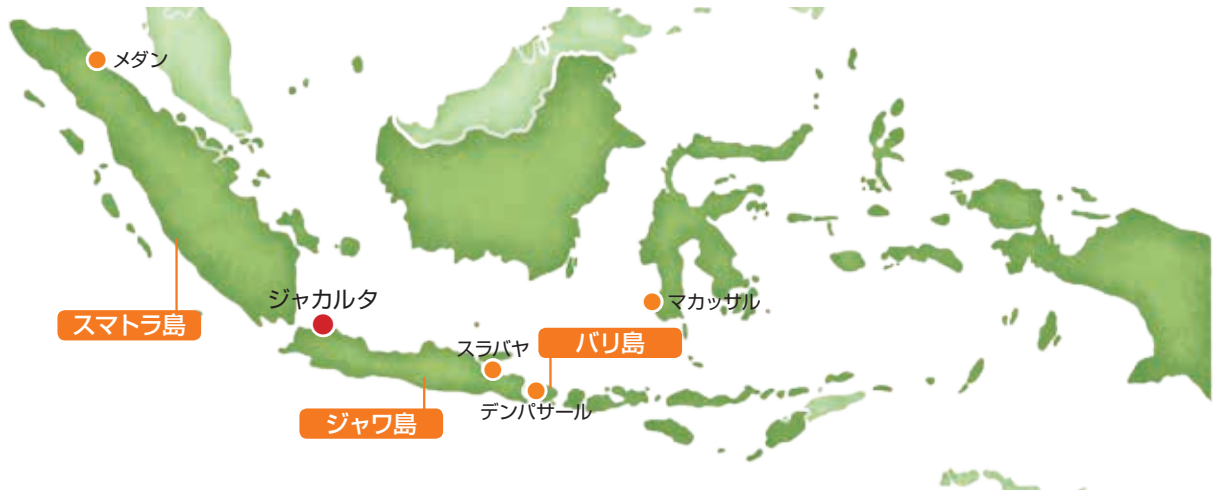 メダン
ジャカルタ
マカッサル
スマトラ島
スラバヤ
バリ島
デンパサール
ジャワ島